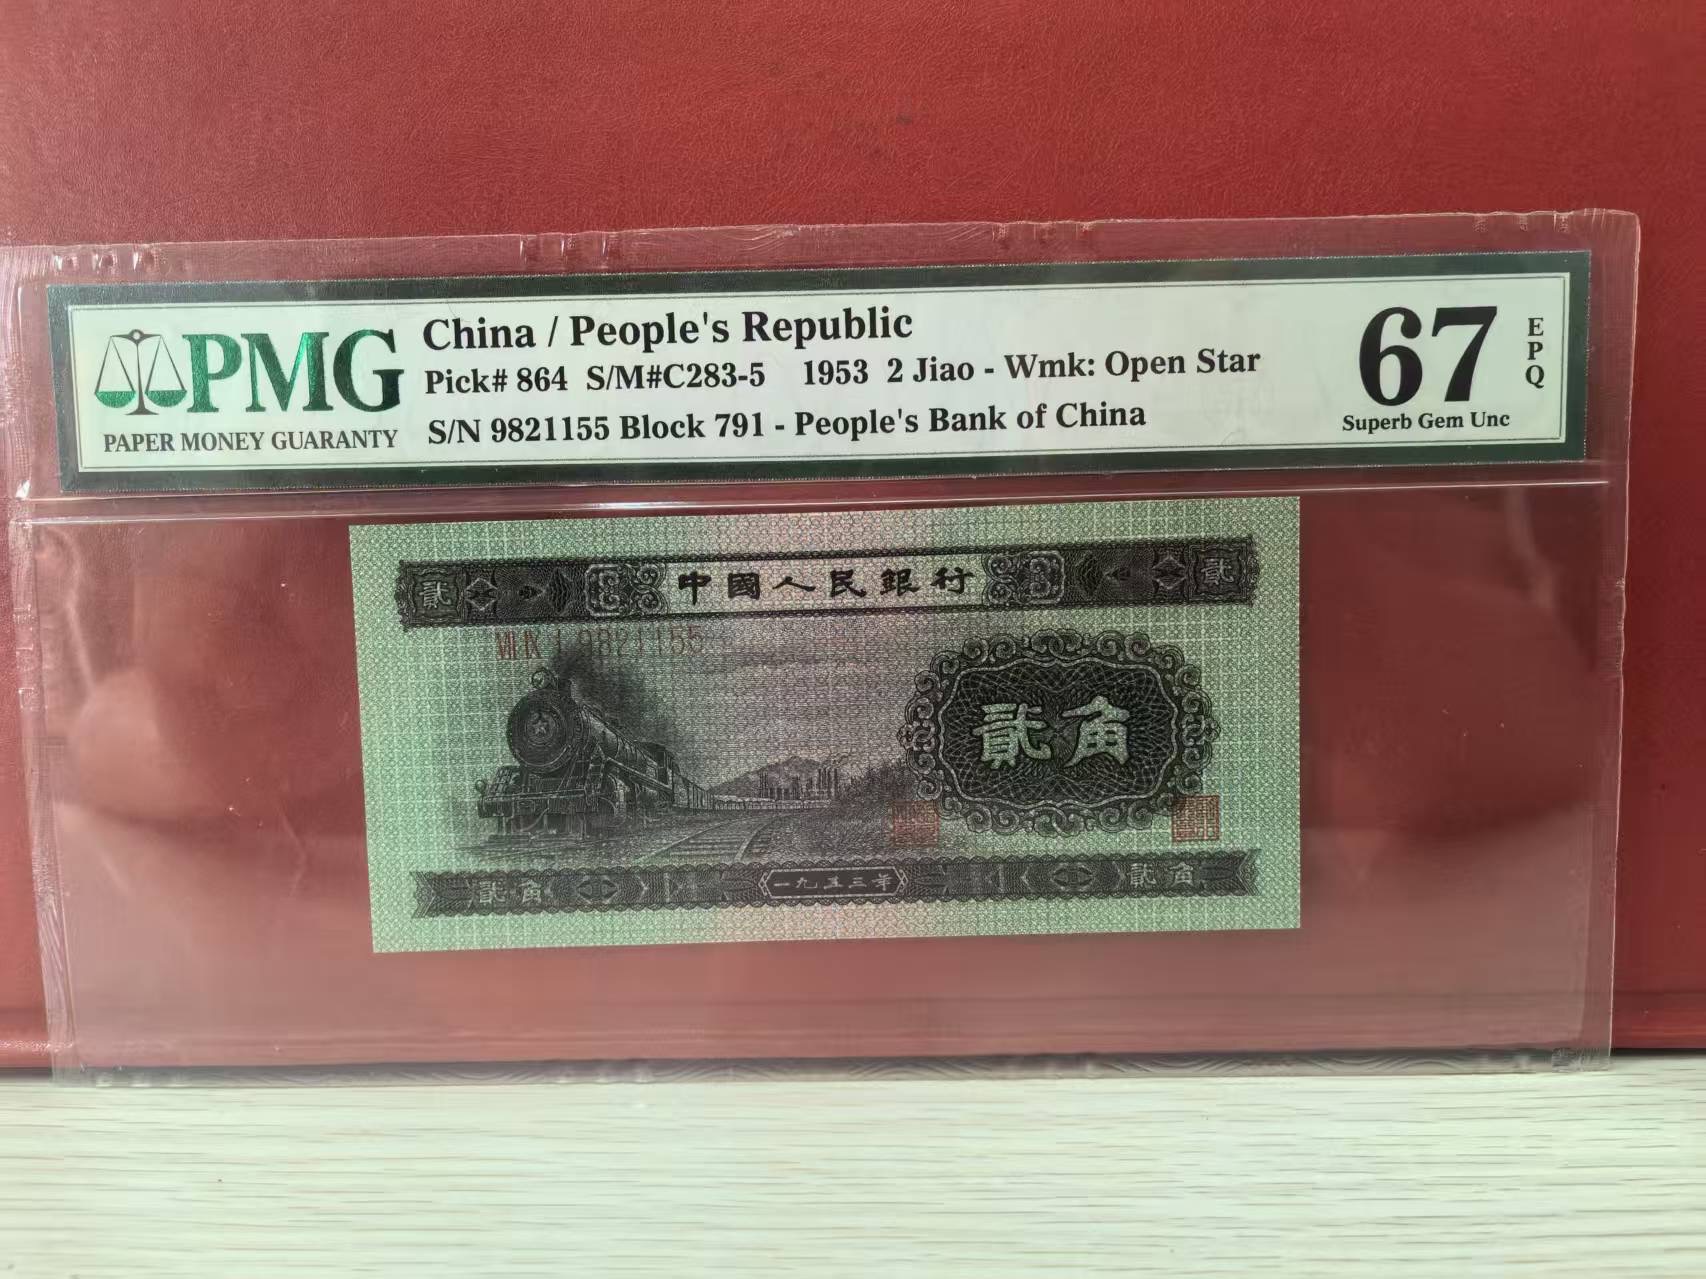 PMG
PAPER MONEY GUARANTY
China / People's Republic
Pick# 864 S/M#C283-5 1953 2 Jiao - Wmk: Open Star
S/N 9821155 Block 791 - People's Bank of China
67
EPQ
Superb Gem Unc
貳 中國人民銀行 貳
ⅦⅨⅠ 9821155
貳角
貳角 一九五三年 貳角